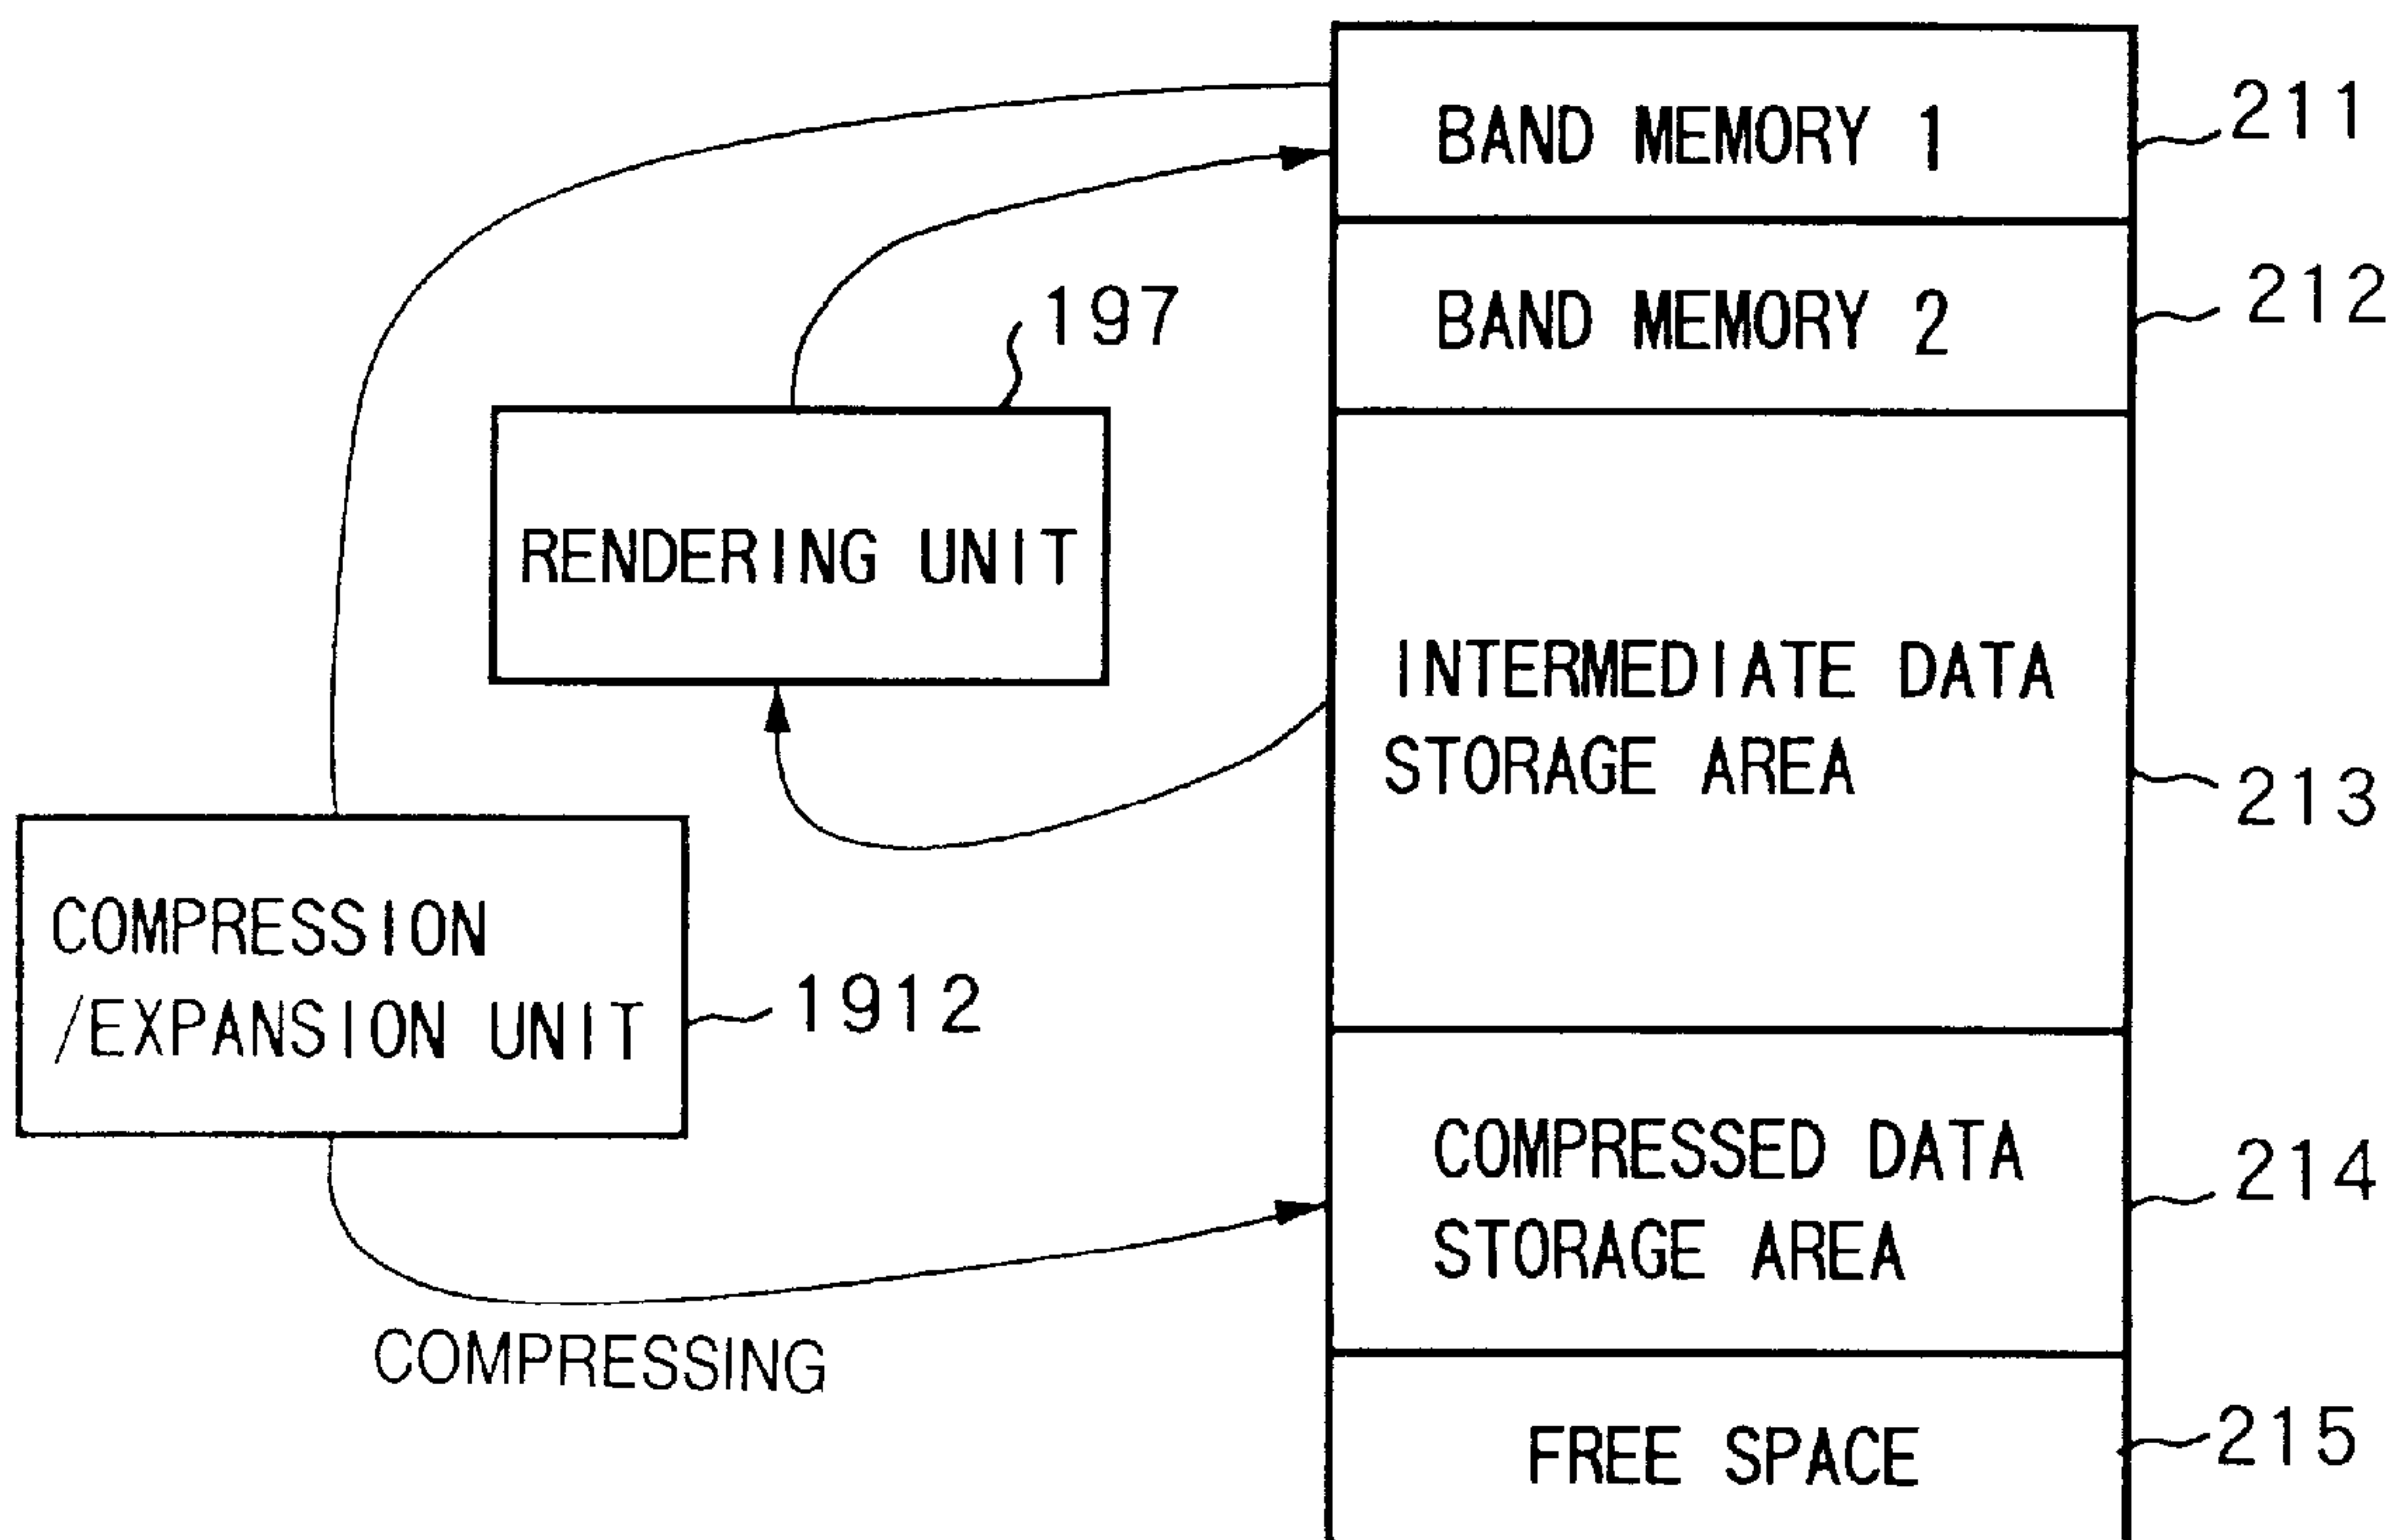 BAND MEMORY 1
211
BAND MEMORY 2
212
197
RENDERING UNIT
INTERMEDIATE DATA
STORAGE AREA
213
COMPRESSION
/EXPANSION UNIT
1912
COMPRESSED DATA
STORAGE AREA
214
COMPRESSING
FREE SPACE
215